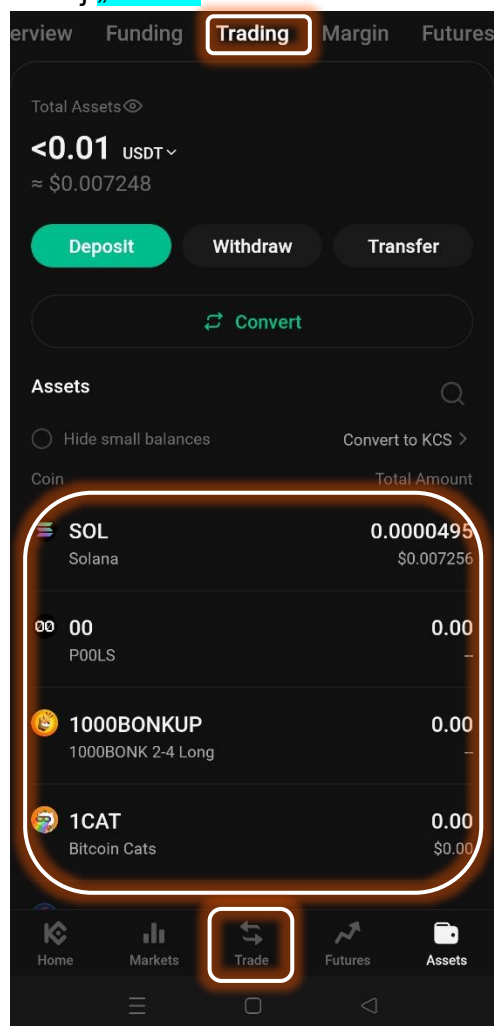 erview Funding Trading Margin Futures
Total Assets
<0.01 USDT
≈ $0.007248
Deposit Withdraw Transfer
Convert
Assets
Hide small balances Convert to KCS >
Coin Total Amount
SOL 0.0000495
Solana $0.007256
00 0.00
P00LS --
1000BONKUP 0.00
1000BONK 2-4 Long --
1CAT 0.00
Bitcoin Cats $0.00
Home Markets Trade Futures Assets